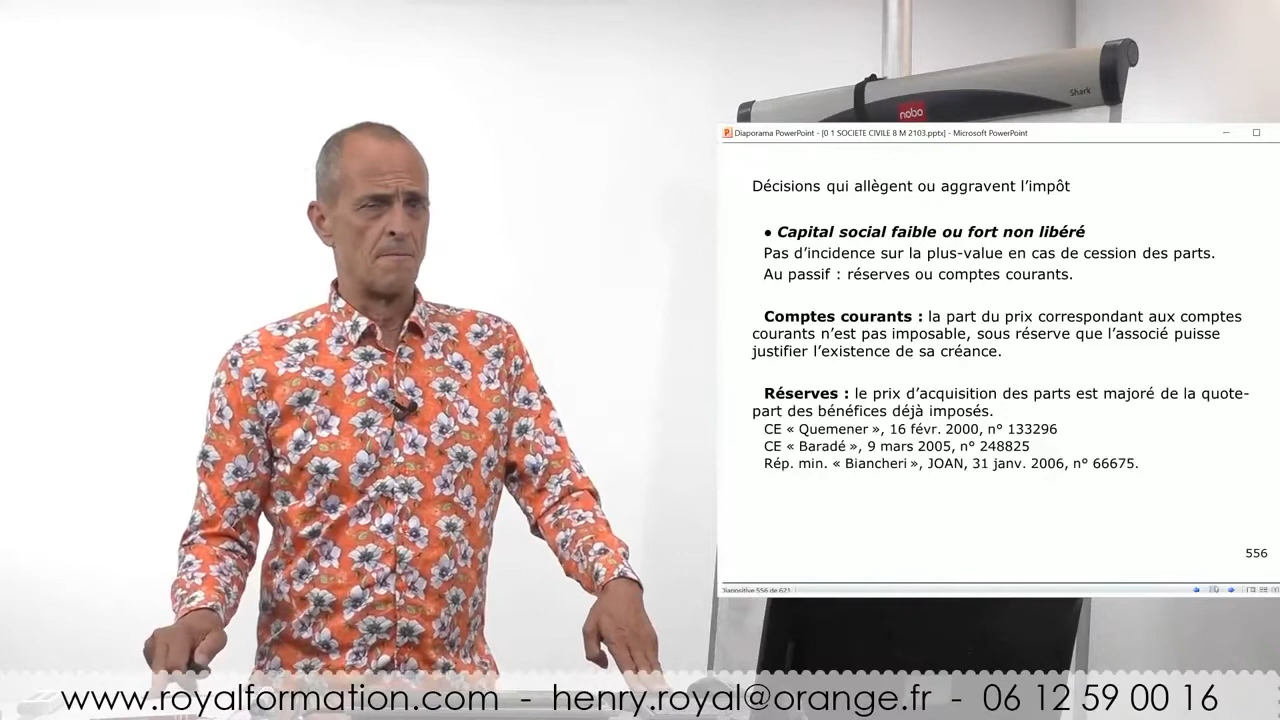 Shark
nobo
Diaporama PowerPoint - [0 1 SOCIETE CIVILE 8 M 2103.pptx] - Microsoft PowerPoint
Décisions qui allègent ou aggravent l’impôt
● Capital social faible ou fort non libéré
Pas d’incidence sur la plus-value en cas de cession des parts.
Au passif : réserves ou comptes courants.
Comptes courants : la part du prix correspondant aux comptes
courants n’est pas imposable, sous réserve que l’associé puisse
justifier l’existence de sa créance.
Réserves : le prix d’acquisition des parts est majoré de la quote-
part des bénéfices déjà imposés.
CE « Quemener », 16 févr. 2000, n° 133296
CE « Baradé », 9 mars 2005, n° 248825
Rép. min. « Biancheri », JOAN, 31 janv. 2006, n° 66675.
556
Diapositive 556 de 621
www.royalformation.com - henry.royal@orange.fr - 06 12 59 00 16